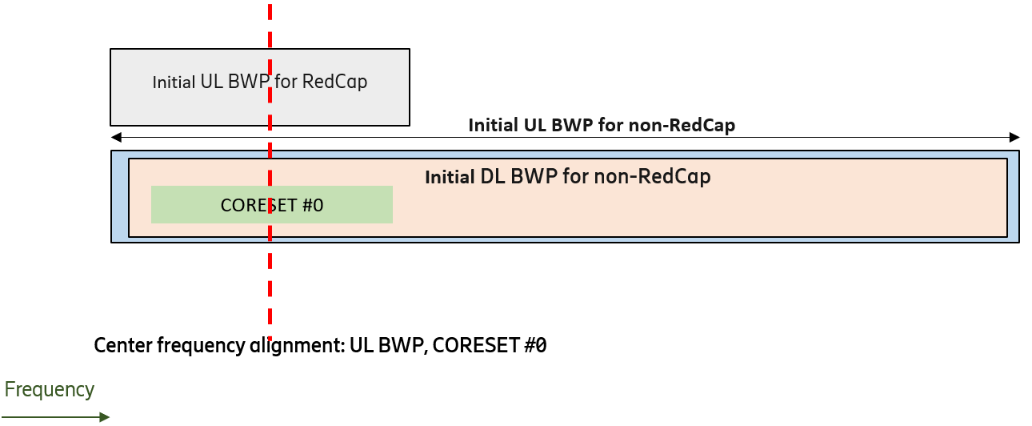 Initial UL BWP for RedCap
Initial UL BWP for non-RedCap
Initial DL BWP for non-RedCap
CORESET #0
Center frequency alignment: UL BWP, CORESET #0
Frequency